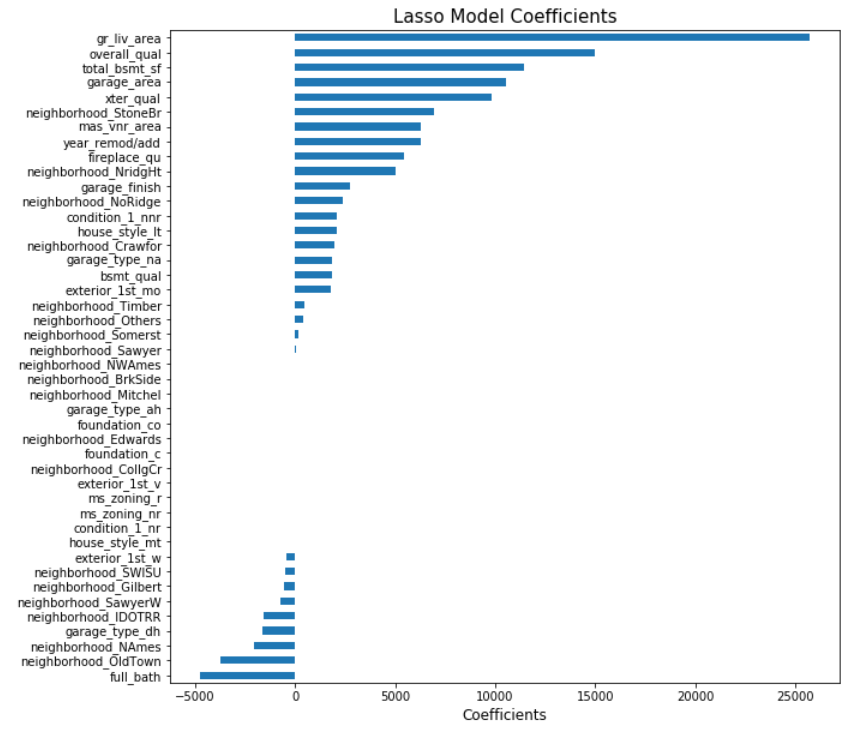 Lasso Model Coefficients
gr_liv_area
overall_qual
total_bsmt_sf
garage_area
xter_qual
neighborhood_StoneBr
mas_vnr_area
year_remod/add
fireplace_qu
neighborhood_NridgHt
garage_finish
neighborhood_NoRidge
condition_1_nnr
house_style_lt
neighborhood_Crawfor
garage_type_na
bsmt_qual
exterior_1st_mo
neighborhood_Timber
neighborhood_Others
neighborhood_Somerst
neighborhood_Sawyer
neighborhood_NWAmes
neighborhood_BrkSide
neighborhood_Mitchel
garage_type_ah
foundation_co
neighborhood_Edwards
foundation_c
neighborhood_CollgCr
exterior_1st_v
ms_zoning_r
ms_zoning_nr
condition_1_nr
house_style_mt
exterior_1st_w
neighborhood_SWISU
neighborhood_Gilbert
neighborhood_SawyerW
neighborhood_IDOTRR
garage_type_dh
neighborhood_NAmes
neighborhood_OldTown
full_bath
−5000 0 5000 10000 15000 20000 25000
Coefficients